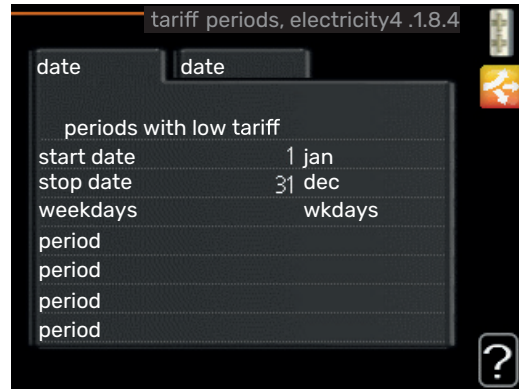 tariff periods, electricity4 .1.8.4
date date
periods with low tariff
start date 1 jan
stop date 31 dec
weekdays wkdays
period
period
period
period
?